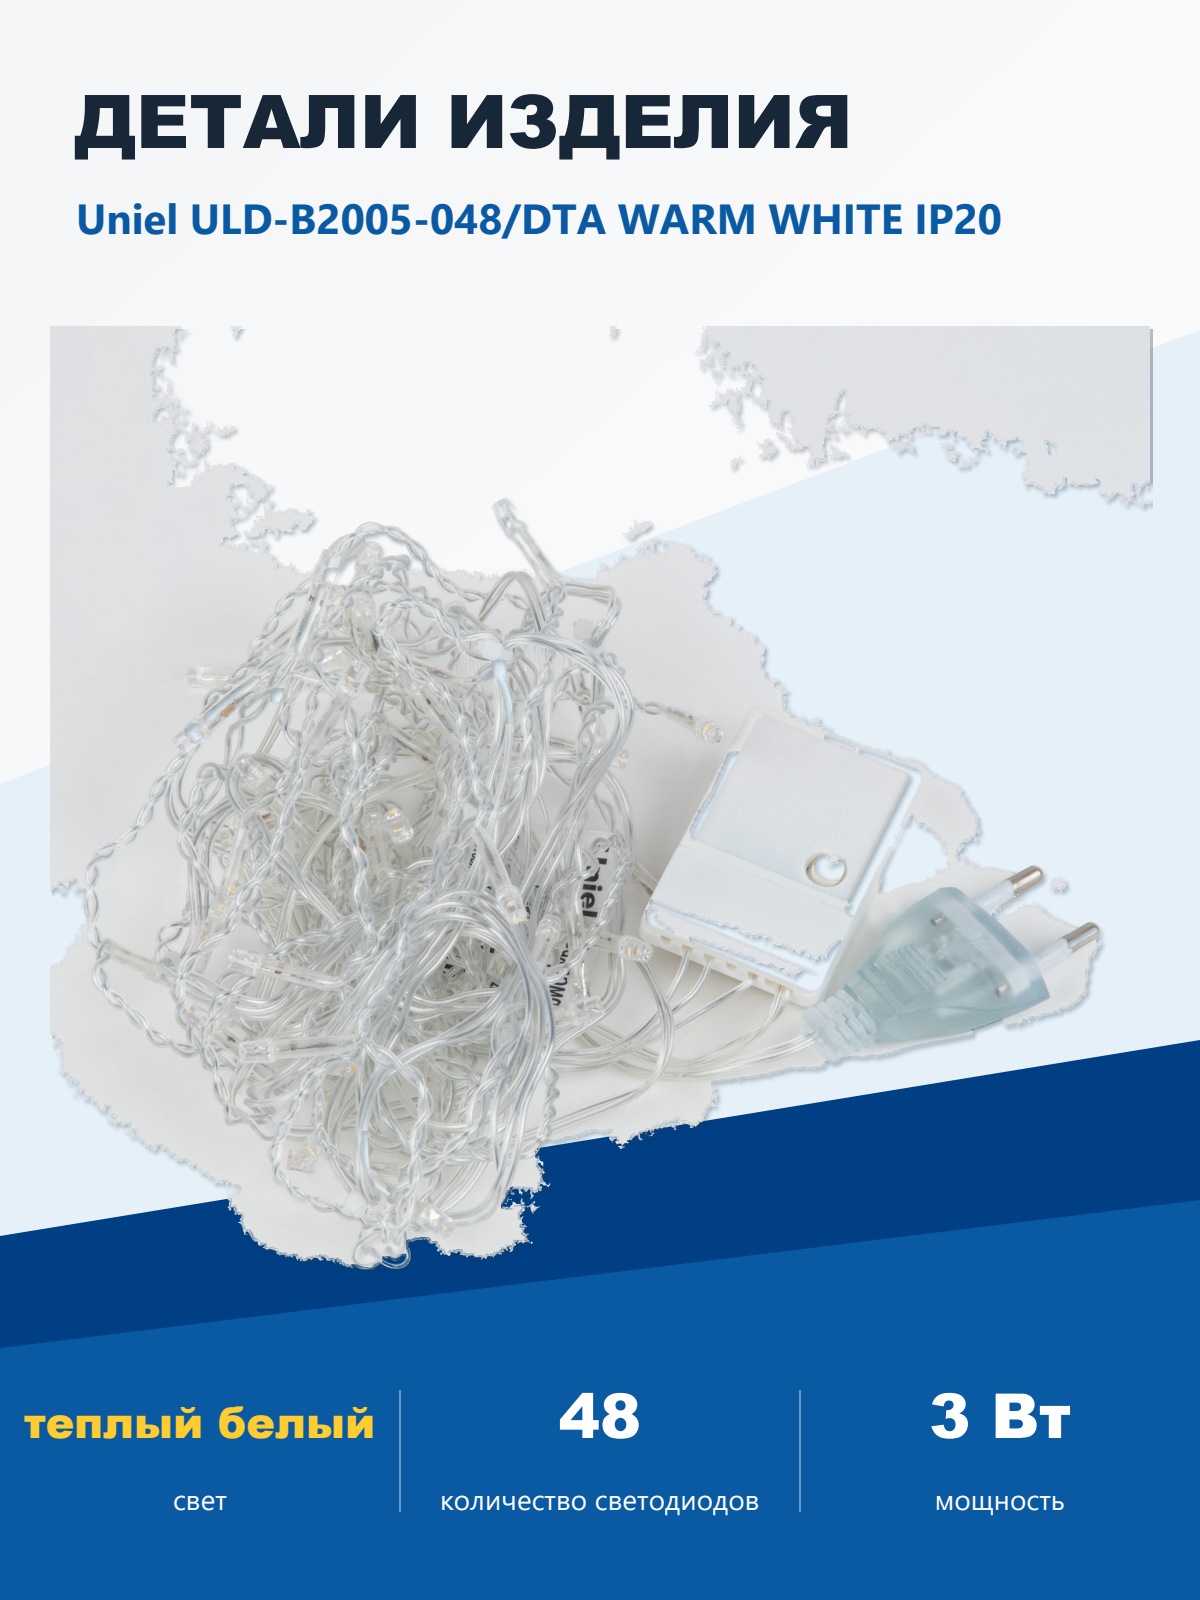 ДЕТАЛИ ИЗДЕЛИЯ
Uniel ULD-B2005-048/DTA WARM WHITE IP20
Uniel
теплый белый
48
3 Вт
свет
количество светодиодов
мощность